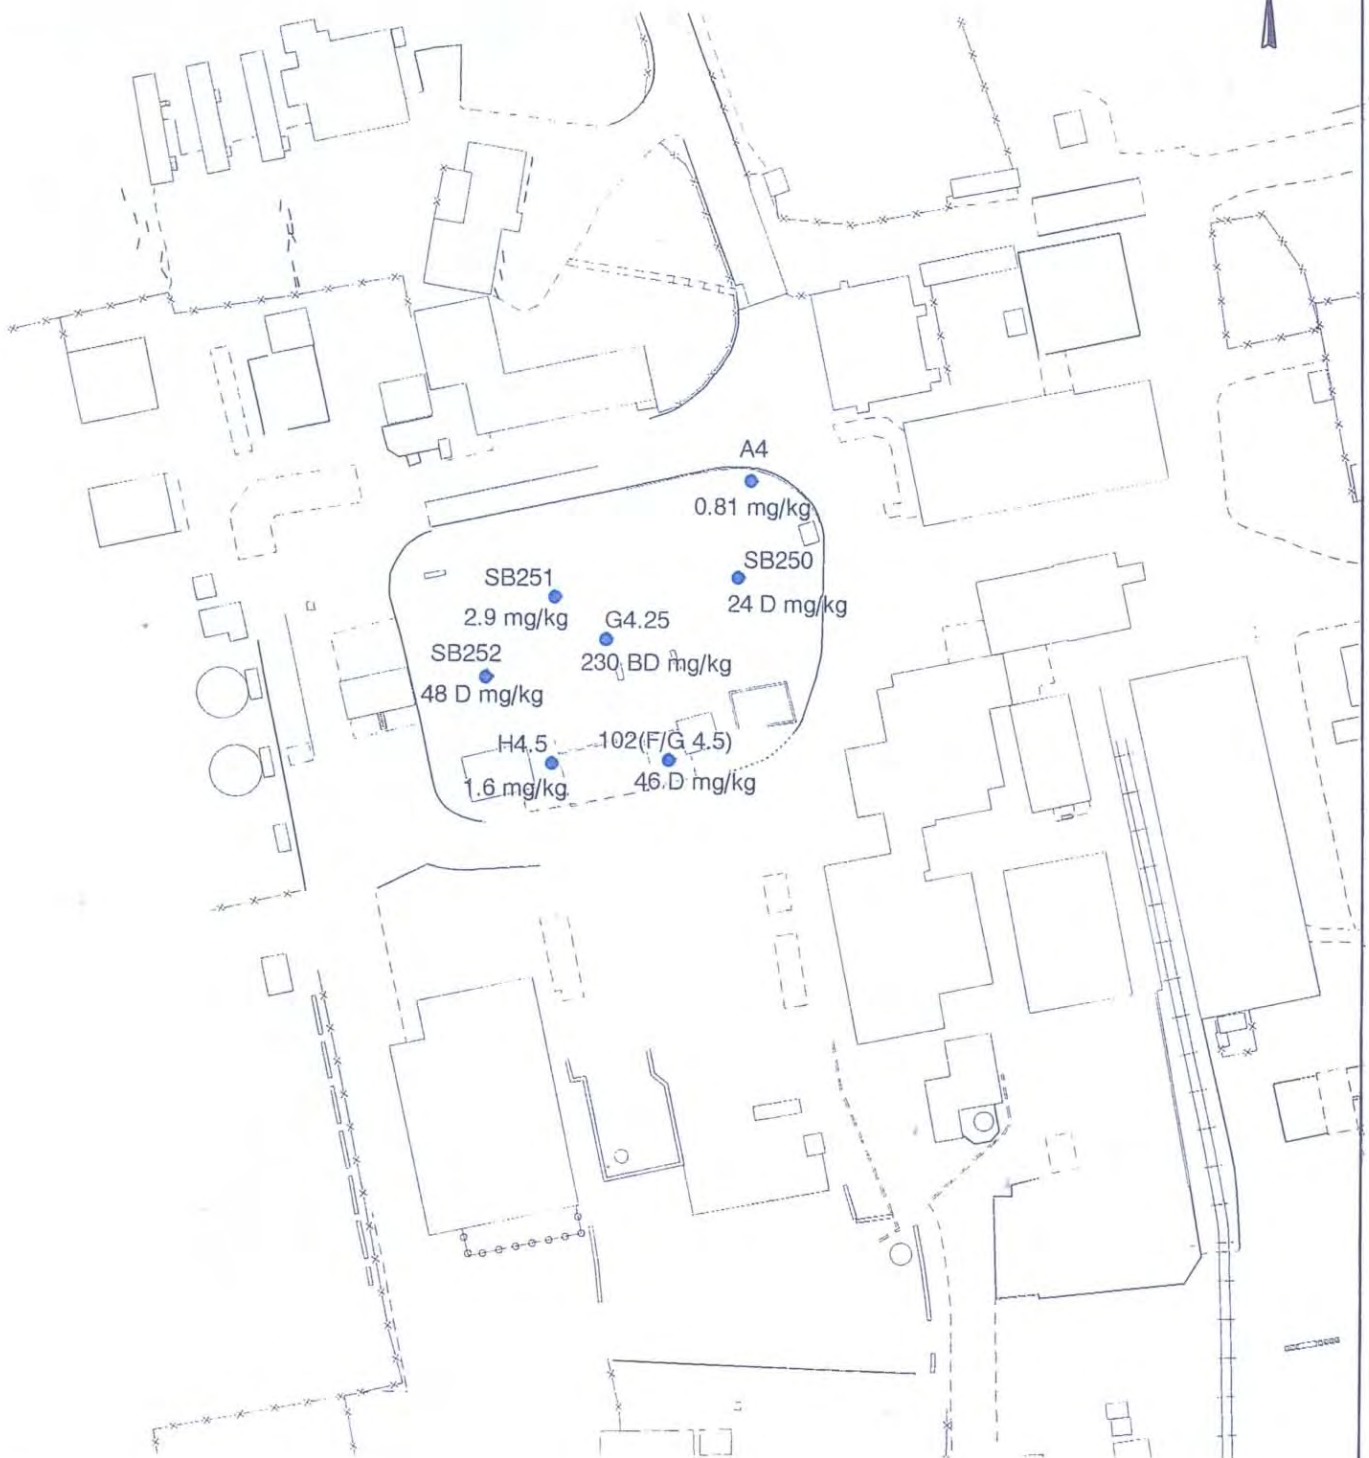 A4
0.81 mg/kg
SB250
24 D mg/kg
SB251
2.9 mg/kg
G4.25
230 BD mg/kg
SB252
48 D mg/kg
H4.5
1.6 mg/kg
102(F/G 4.5)
46 D mg/kg